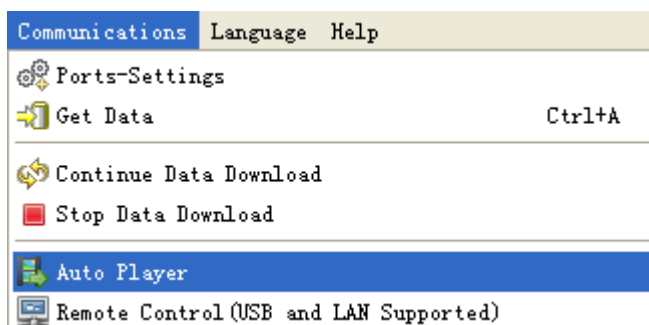 Communications Language Help
Ports-Settings
Get Data Ctrl+A
Continue Data Download
Stop Data Download
Auto Player
Remote Control(USB and LAN Supported)